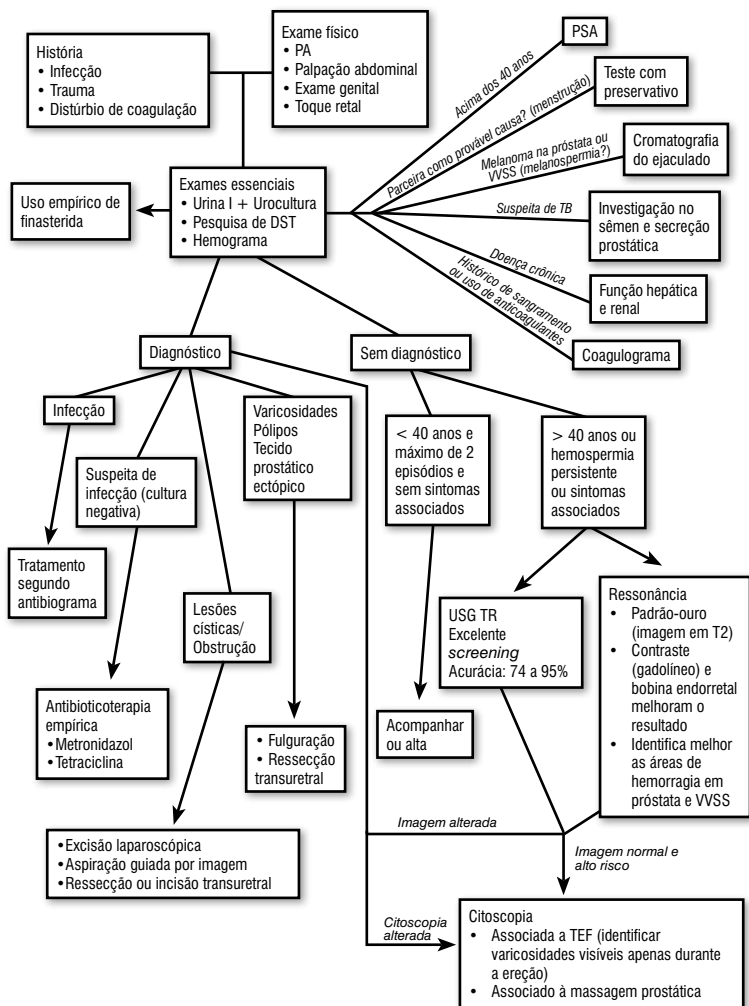 História
• Infecção
• Trauma
• Distúrbio de coagulação
Exame físico
• PA
• Palpação abdominal
• Exame genital
• Toque retal
Exames essenciais
• Urina I + Urocultura
• Pesquisa de DST
• Hemograma
Uso empírico de
finasterida
Acima dos 40 anos
PSA
Parceira como provável causa? (menstrução)
Teste com
preservativo
Melanoma na próstata ou
VVSS (melanospermia?)
Cromatografia
do ejaculado
Suspeita de TB
Investigação no
sêmen e secreção
prostática
Doença crônica
Função hepática
e renal
Histórico de sangramento
ou uso de anticoagulantes
Coagulograma
Diagnóstico
Sem diagnóstico
Infecção
Suspeita de
infecção (cultura
negativa)
Varicosidades
Pólipos
Tecido
prostático
ectópico
< 40 anos e
máximo de 2
episódios e
sem sintomas
associados
> 40 anos ou
hemospermia
persistente
ou sintomas
associados
Tratamento
segundo
antibiograma
Lesões
císticas/
Obstrução
USG TR
Excelente
screening
Acurácia: 74 a 95%
Ressonância
• Padrão-ouro
(imagem em T2)
• Contraste
(gadolíneo) e
bobina endorretal
melhoram o
resultado
• Identifica melhor
as áreas de
hemorragia em
próstata e VVSS
Antibioticoterapia
empírica
• Metronidazol
• Tetraciclina
• Fulguração
• Ressecção
transuretral
Acompanhar
ou alta
• Excisão laparoscópica
• Aspiração guiada por imagem
• Ressecção ou incisão transuretral
Imagem alterada
Imagem normal e
alto risco
Citoscopia
alterada
Citoscopia
• Associada a TEF (identificar
varicosidades visíveis apenas durante
a ereção)
• Associado à massagem prostática